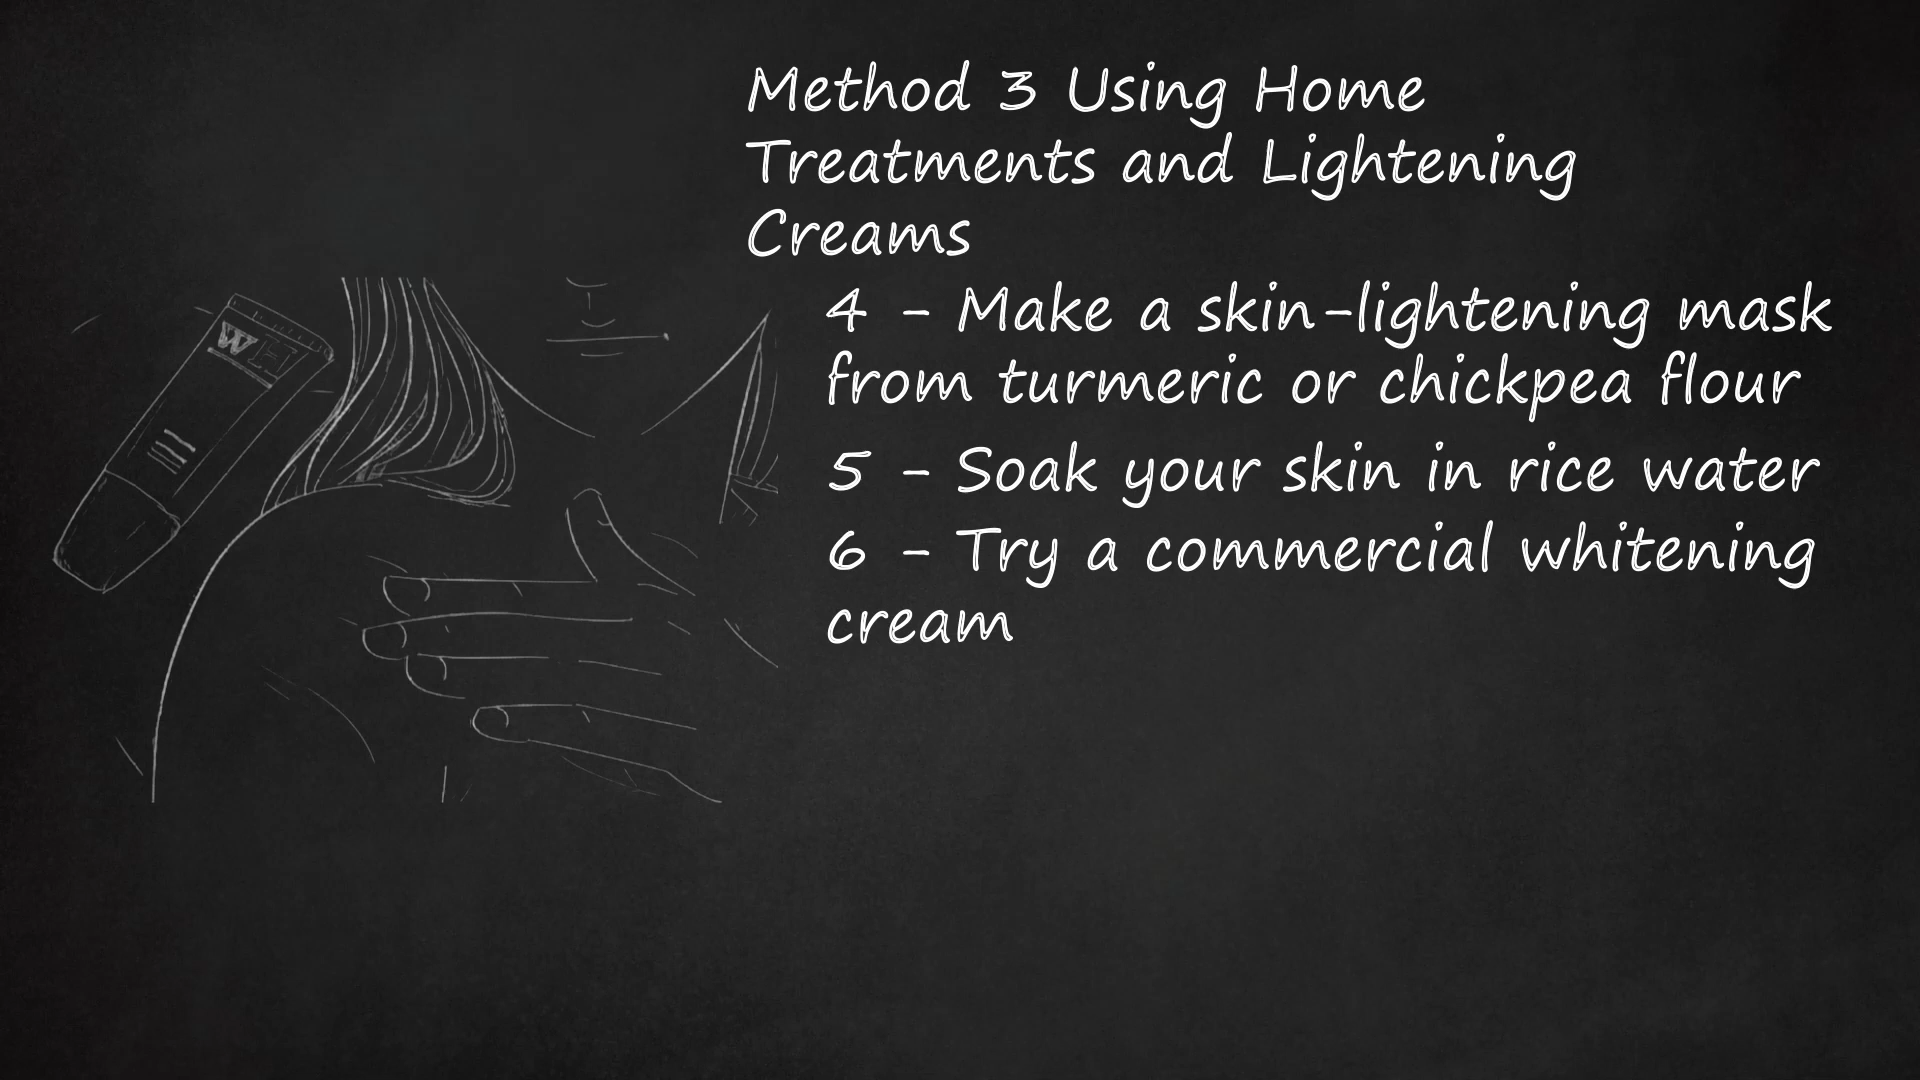 Method 3 Using Home
Treatments and Lightening
Creams
4 - Make a skin-lightening mask
from turmeric or chickpea flour
5 - Soak your skin in rice water
6 - Try a commercial whitening
cream
WH